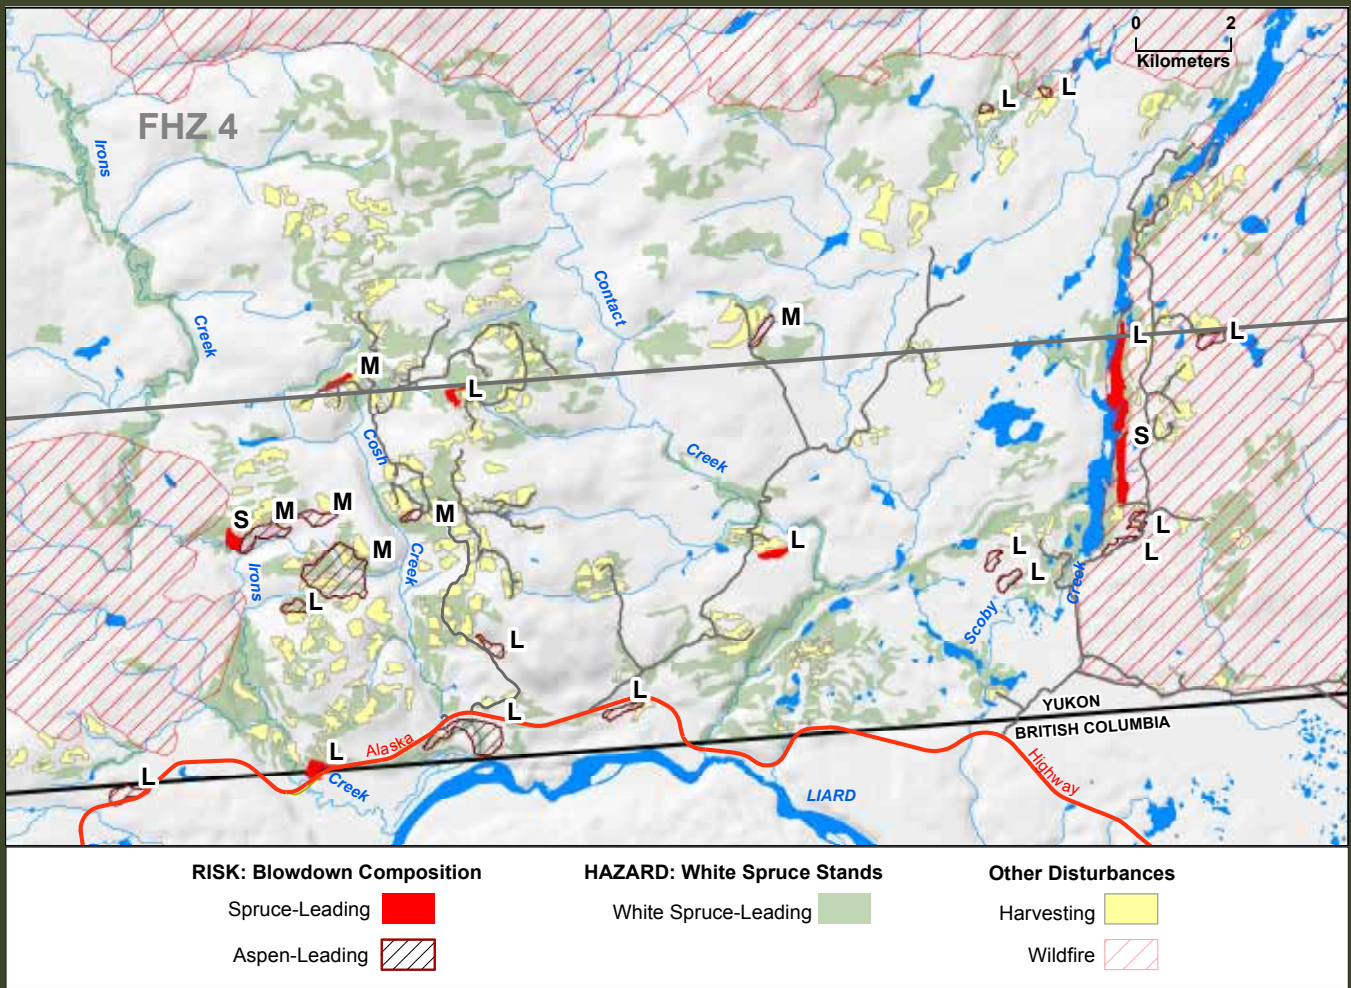 0 2
Kilometers
L L
FHZ 4
Irons
Contact
Creek
M
L L
M
L
Cosh
Creek
S
M M
S M
L
L
L
M
L
L
Creek
Irons
Creek
L
Scoby
L
L
L
YUKON
BRITISH COLUMBIA
Alaska
L
L
Creek
LIARD
Highway
RISK: Blowdown Composition
Spruce-Leading
Aspen-Leading
HAZARD: White Spruce Stands
White Spruce-Leading
Other Disturbances
Harvesting
Wildfire